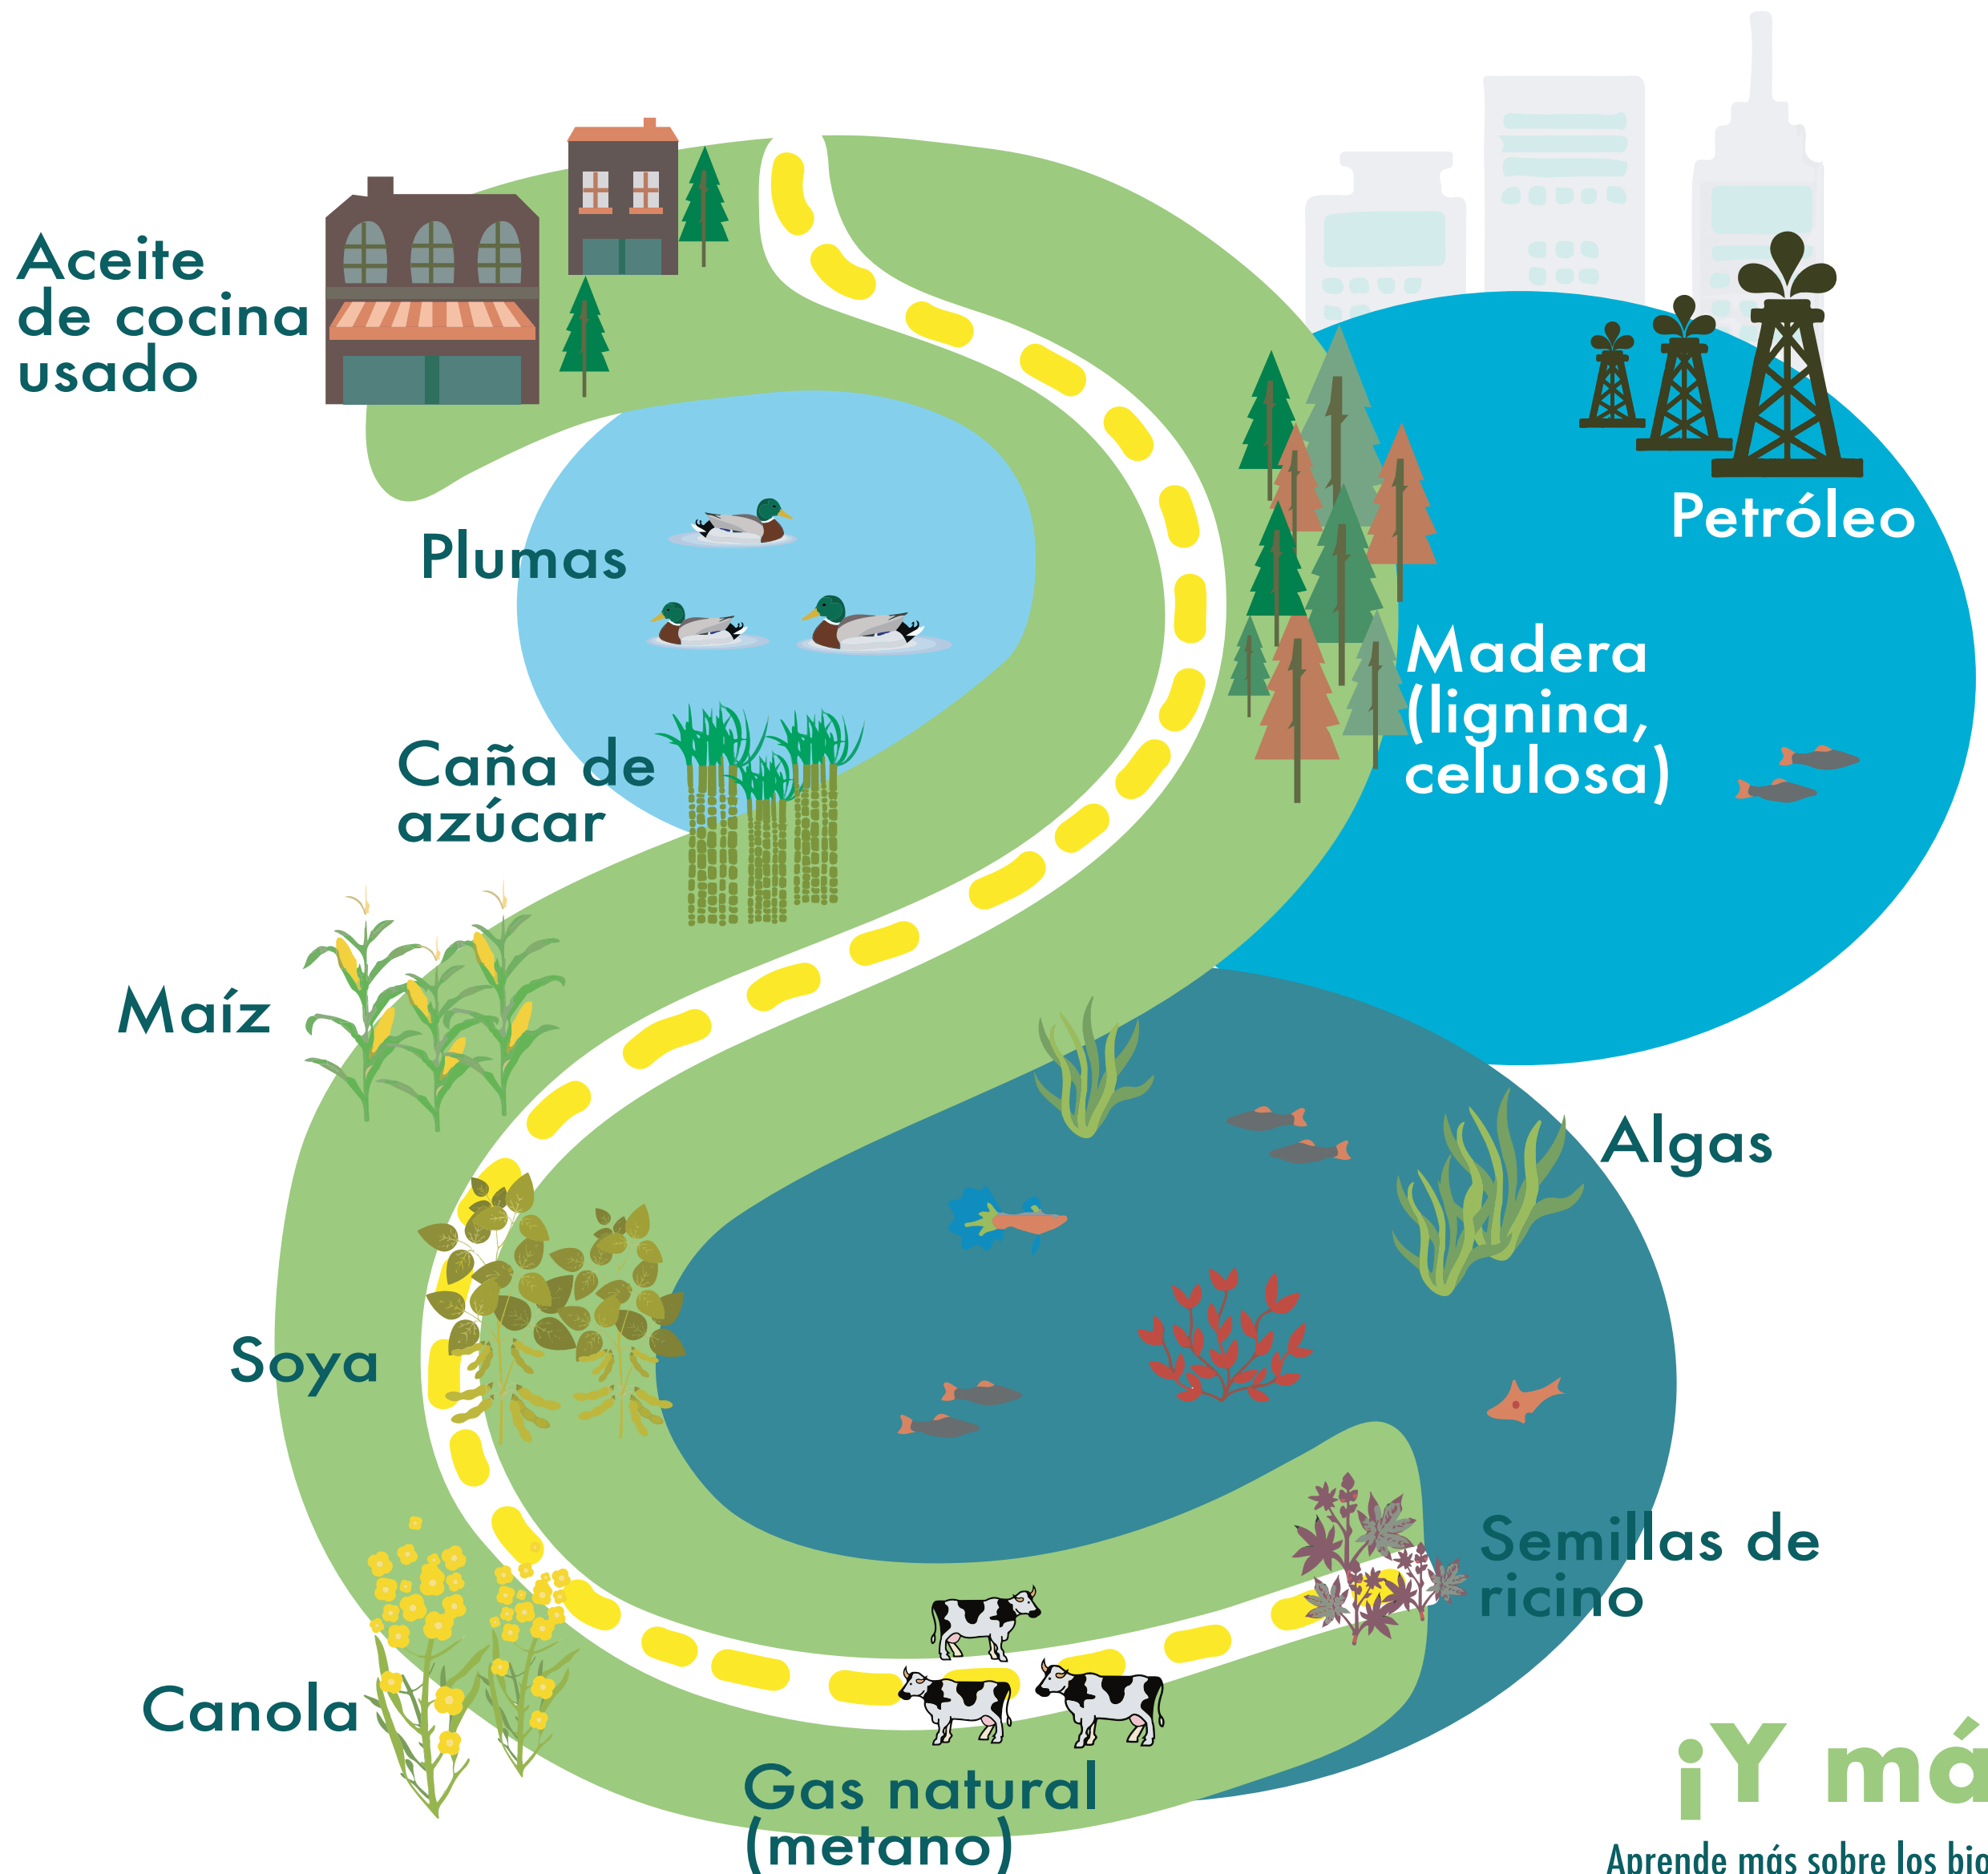 Aceite
de cocina
usado
Petróleo
Plumas
Madera
(lignina,
celulosa)
Caña de
azúcar
Maíz
Algas
Soya
Semillas de
ricino
Canola
Gas natural
(metano)
¡Y má
Aprende más sobre los bio